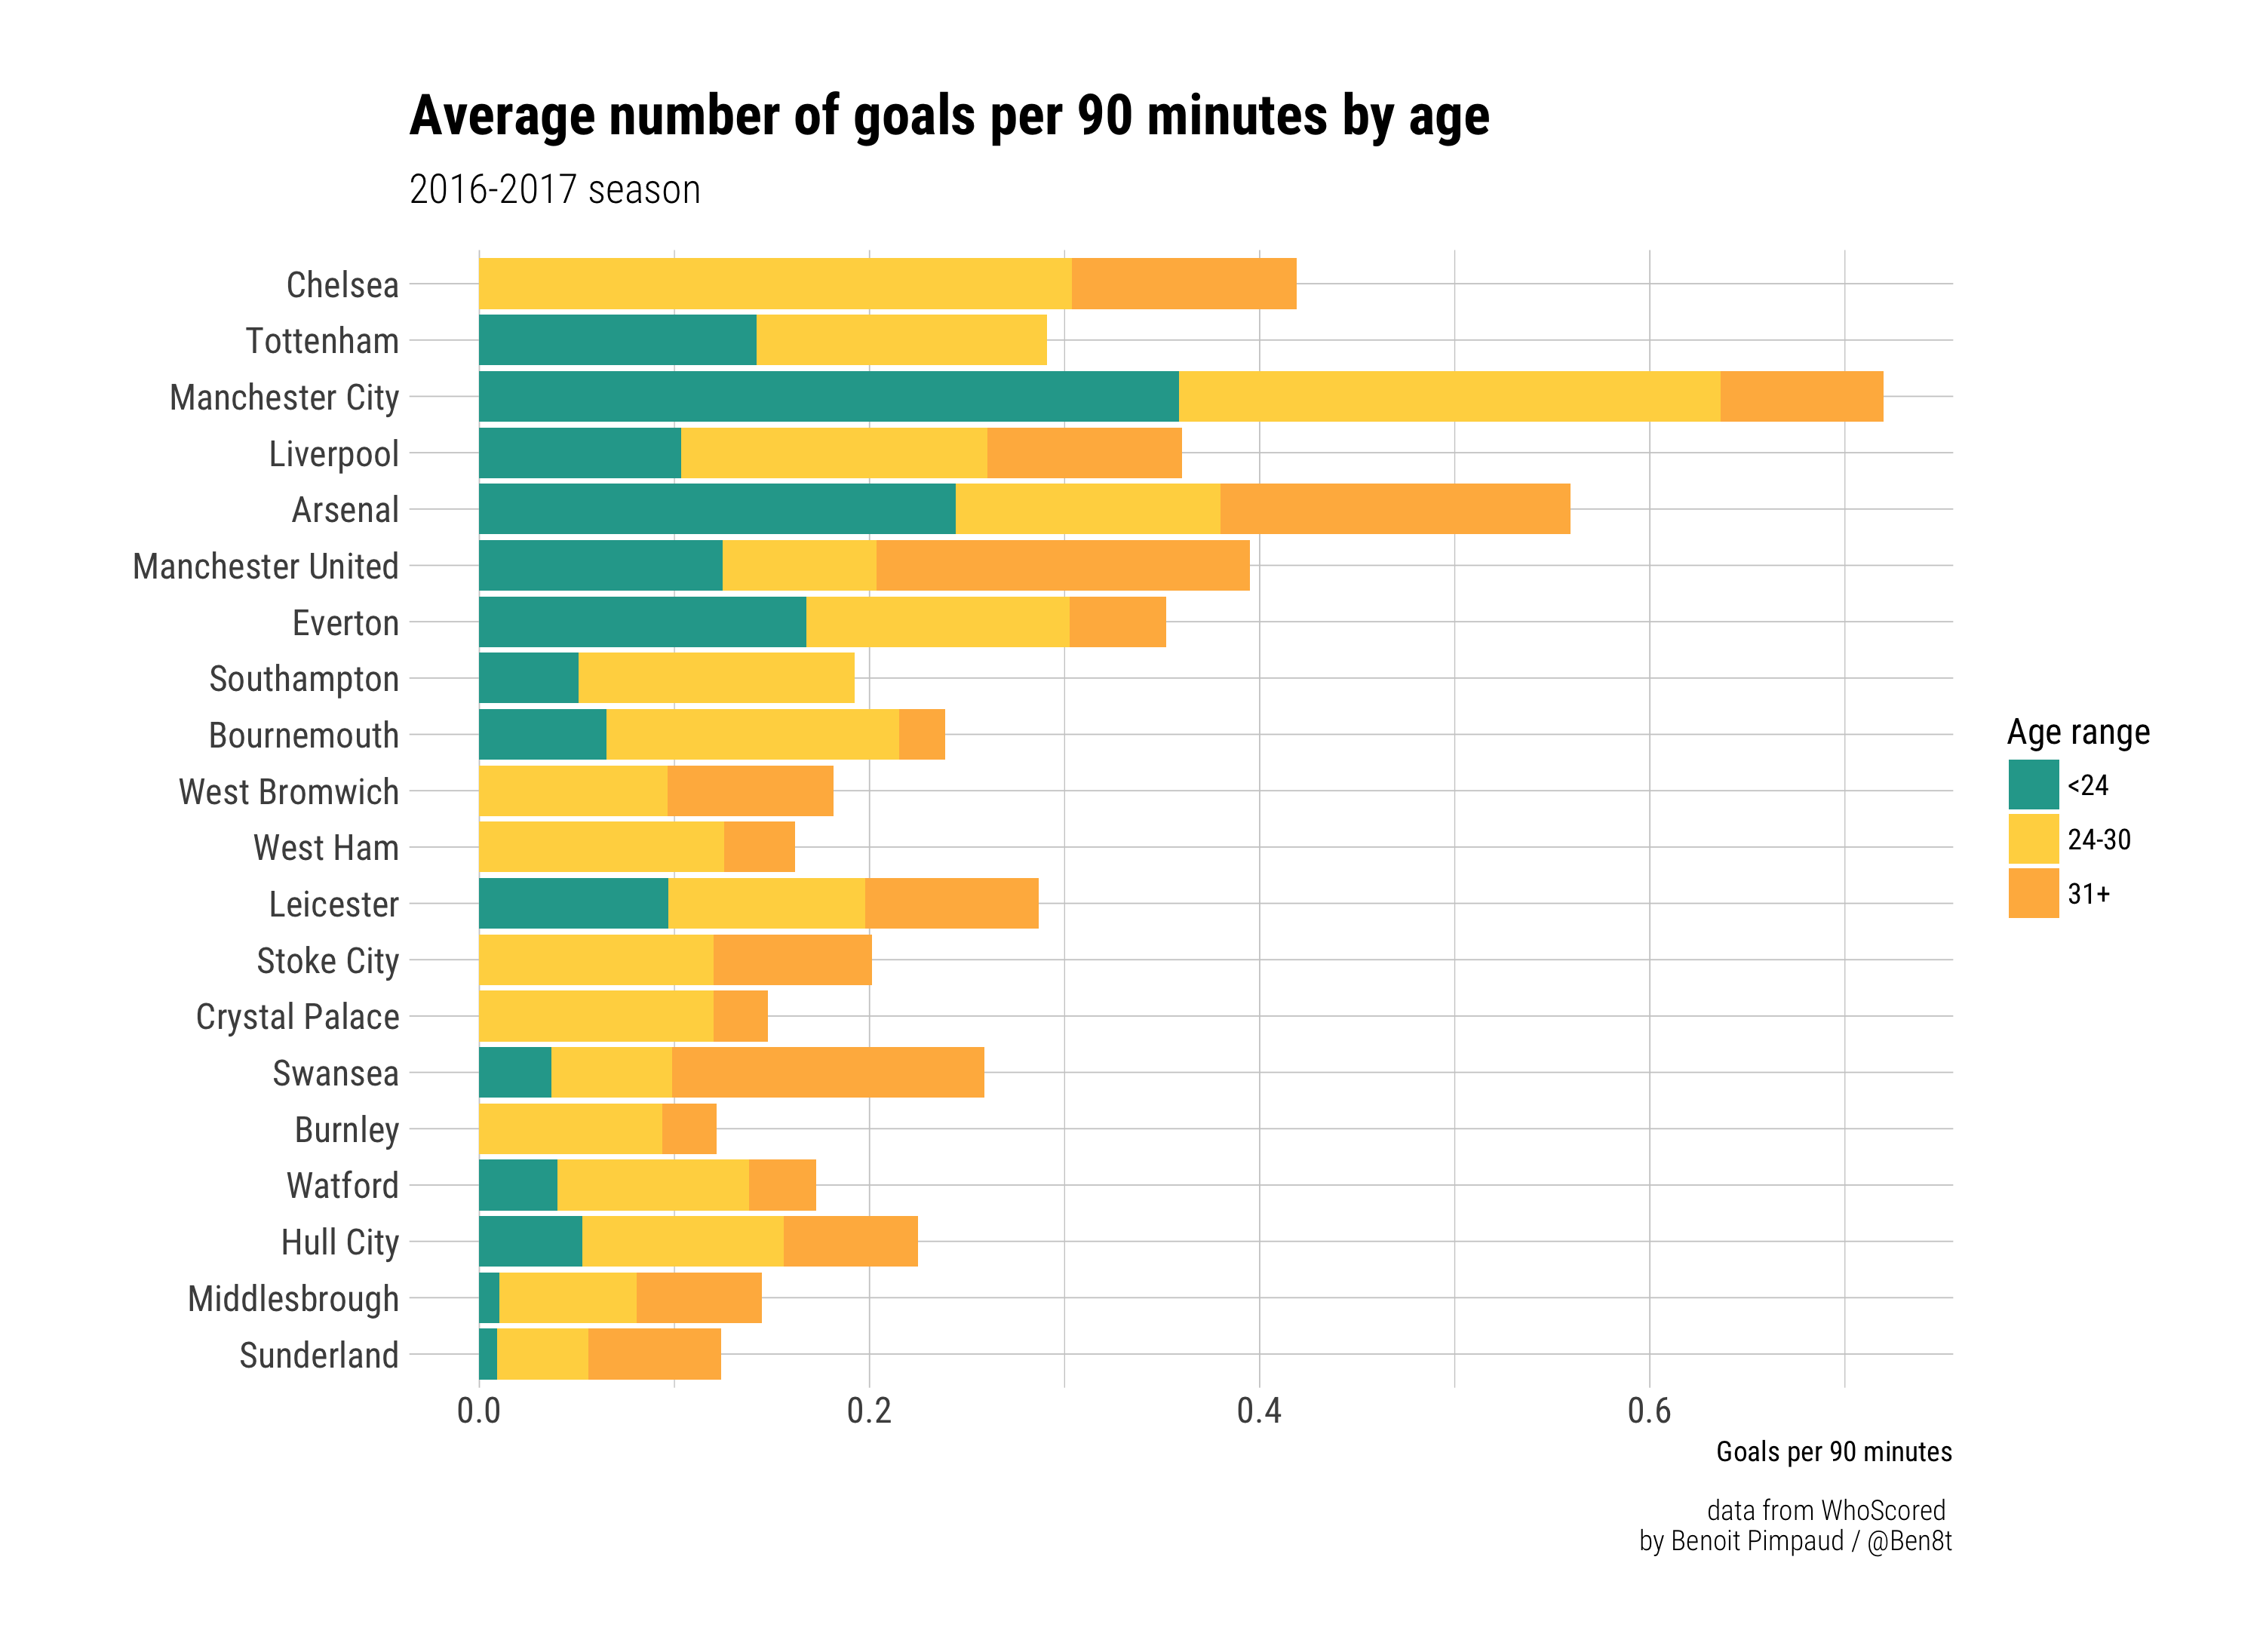 Average number of goals per 90 minutes by age
2016-2017 season
Chelsea
Tottenham
Manchester City
Liverpool
Arsenal
Manchester United
Everton
Southampton
Bournemouth
West Bromwich
West Ham
Leicester
Stoke City
Crystal Palace
Swansea
Burnley
Watford
Hull City
Middlesbrough
Sunderland
0.0 0.2 0.4 0.6
Goals per 90 minutes
Age range
<24
24-30
31+
data from WhoScored
by Benoit Pimpaud / @Ben8t